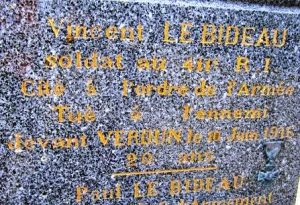 Vincent LE BIDEAU
soldat au 41e R.I.
Cité à l'ordre de l'Armée
Tué à l'ennemi
devant VERDUN le 10 Juin 1916
20 ans
Paul LE BIDEAU